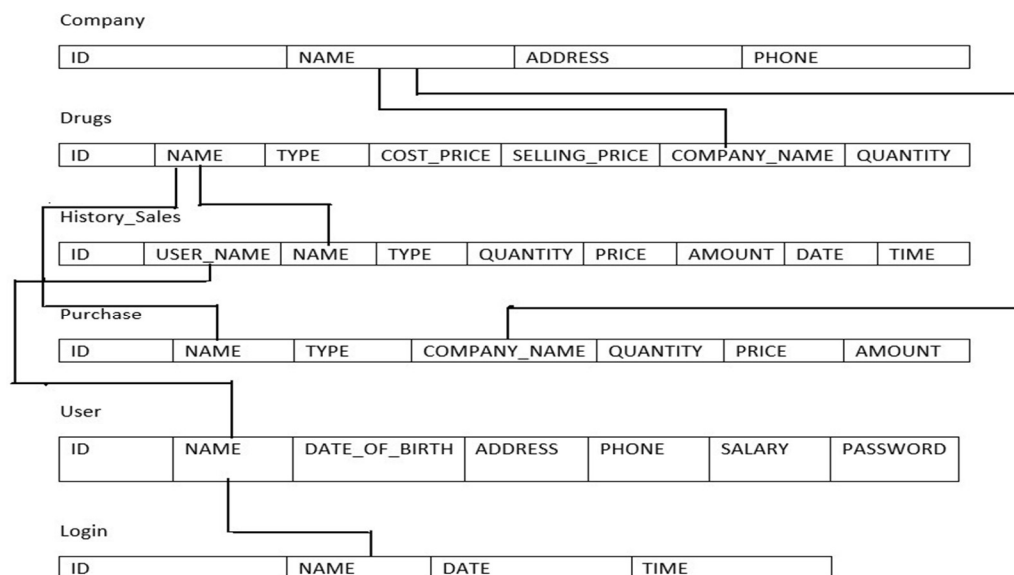 Company
ID NAME ADDRESS PHONE
Drugs
ID NAME TYPE COST_PRICE SELLING_PRICE COMPANY_NAME QUANTITY
History_Sales
ID USER_NAME NAME TYPE QUANTITY PRICE AMOUNT DATE TIME
Purchase
ID NAME TYPE COMPANY_NAME QUANTITY PRICE AMOUNT
User
ID NAME DATE_OF_BIRTH ADDRESS PHONE SALARY PASSWORD
Login
ID NAME DATE TIME